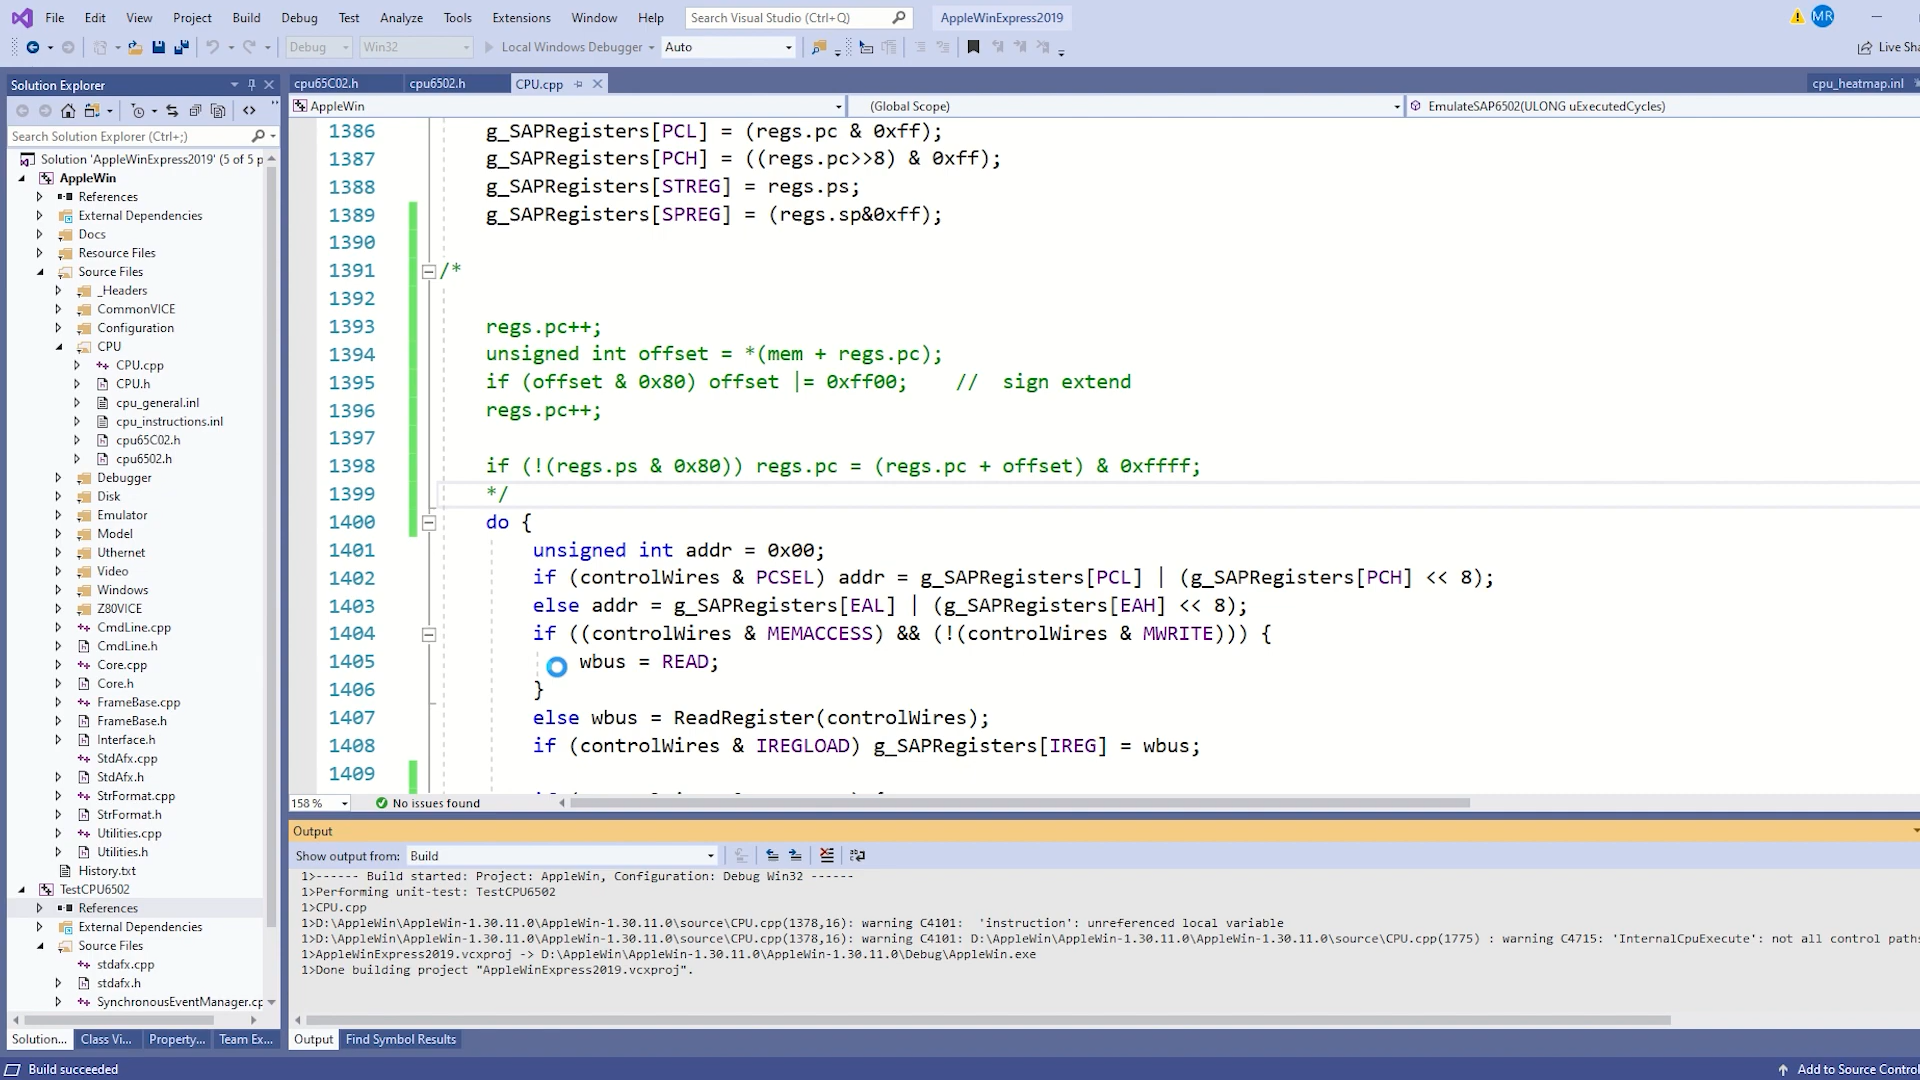 File Edit View Project Build Debug Test Analyze Tools Extensions Window Help Search Visual Studio (Ctrl+Q) AppleWinExpress2019 MR
Debug Win32 Local Windows Debugger Auto Live Sha
Solution Explorer
cpu65C02.h cpu6502.h CPU.cpp cpu_heatmap.inl
AppleWin (Global Scope) EmulateSAP6502(ULONG uExecutedCycles)
Search Solution Explorer (Ctrl+;)
Solution 'AppleWinExpress2019' (5 of 5 p
AppleWin
References
External Dependencies
Docs
Resource Files
Source Files
_Headers
CommonVICE
Configuration
CPU
CPU.cpp
CPU.h
cpu_general.inl
cpu_instructions.inl
cpu65C02.h
cpu6502.h
Debugger
Disk
Emulator
Model
Uthernet
Video
Windows
Z80VICE
CmdLine.cpp
CmdLine.h
Core.cpp
Core.h
FrameBase.cpp
FrameBase.h
Interface.h
StdAfx.cpp
StdAfx.h
StrFormat.cpp
StrFormat.h
Utilities.cpp
Utilities.h
History.txt
TestCPU6502
References
External Dependencies
Source Files
stdafx.cpp
stdafx.h
SynchronousEventManager.cp
Solution... Class Vi... Property... Team Ex...
1386 g_SAPRegisters[PCL] = (regs.pc & 0xff);
1387 g_SAPRegisters[PCH] = ((regs.pc>>8) & 0xff);
1388 g_SAPRegisters[STREG] = regs.ps;
1389 g_SAPRegisters[SPREG] = (regs.sp&0xff);
1390
1391 /*
1392
1393 regs.pc++;
1394 unsigned int offset = *(mem + regs.pc);
1395 if (offset & 0x80) offset |= 0xff00; // sign extend
1396 regs.pc++;
1397
1398 if (!(regs.ps & 0x80)) regs.pc = (regs.pc + offset) & 0xffff;
1399 */
1400 do {
1401 unsigned int addr = 0x00;
1402 if (controlWires & PCSEL) addr = g_SAPRegisters[PCL] | (g_SAPRegisters[PCH] << 8);
1403 else addr = g_SAPRegisters[EAL] | (g_SAPRegisters[EAH] << 8);
1404 if ((controlWires & MEMACCESS) && (!(controlWires & MWRITE))) {
1405 wbus = READ;
1406 }
1407 else wbus = ReadRegister(controlWires);
1408 if (controlWires & IREGLOAD) g_SAPRegisters[IREG] = wbus;
1409
158 % No issues found
Output
Show output from: Build
1>------ Build started: Project: AppleWin, Configuration: Debug Win32 ------
1>Performing unit-test: TestCPU6502
1>CPU.cpp
1>D:\AppleWin\AppleWin-1.30.11.0\AppleWin-1.30.11.0\source\CPU.cpp(1378,16): warning C4101: 'instruction': unreferenced local variable
1>D:\AppleWin\AppleWin-1.30.11.0\AppleWin-1.30.11.0\source\CPU.cpp(1378,16): warning C4101: D:\AppleWin\AppleWin-1.30.11.0\AppleWin-1.30.11.0\source\CPU.cpp(1775) : warning C4715: 'InternalCpuExecute': not all control paths
1>AppleWinExpress2019.vcxproj -> D:\AppleWin\AppleWin-1.30.11.0\AppleWin-1.30.11.0\Debug\AppleWin.exe
1>Done building project "AppleWinExpress2019.vcxproj".
Output Find Symbol Results
Build succeeded Add to Source Control